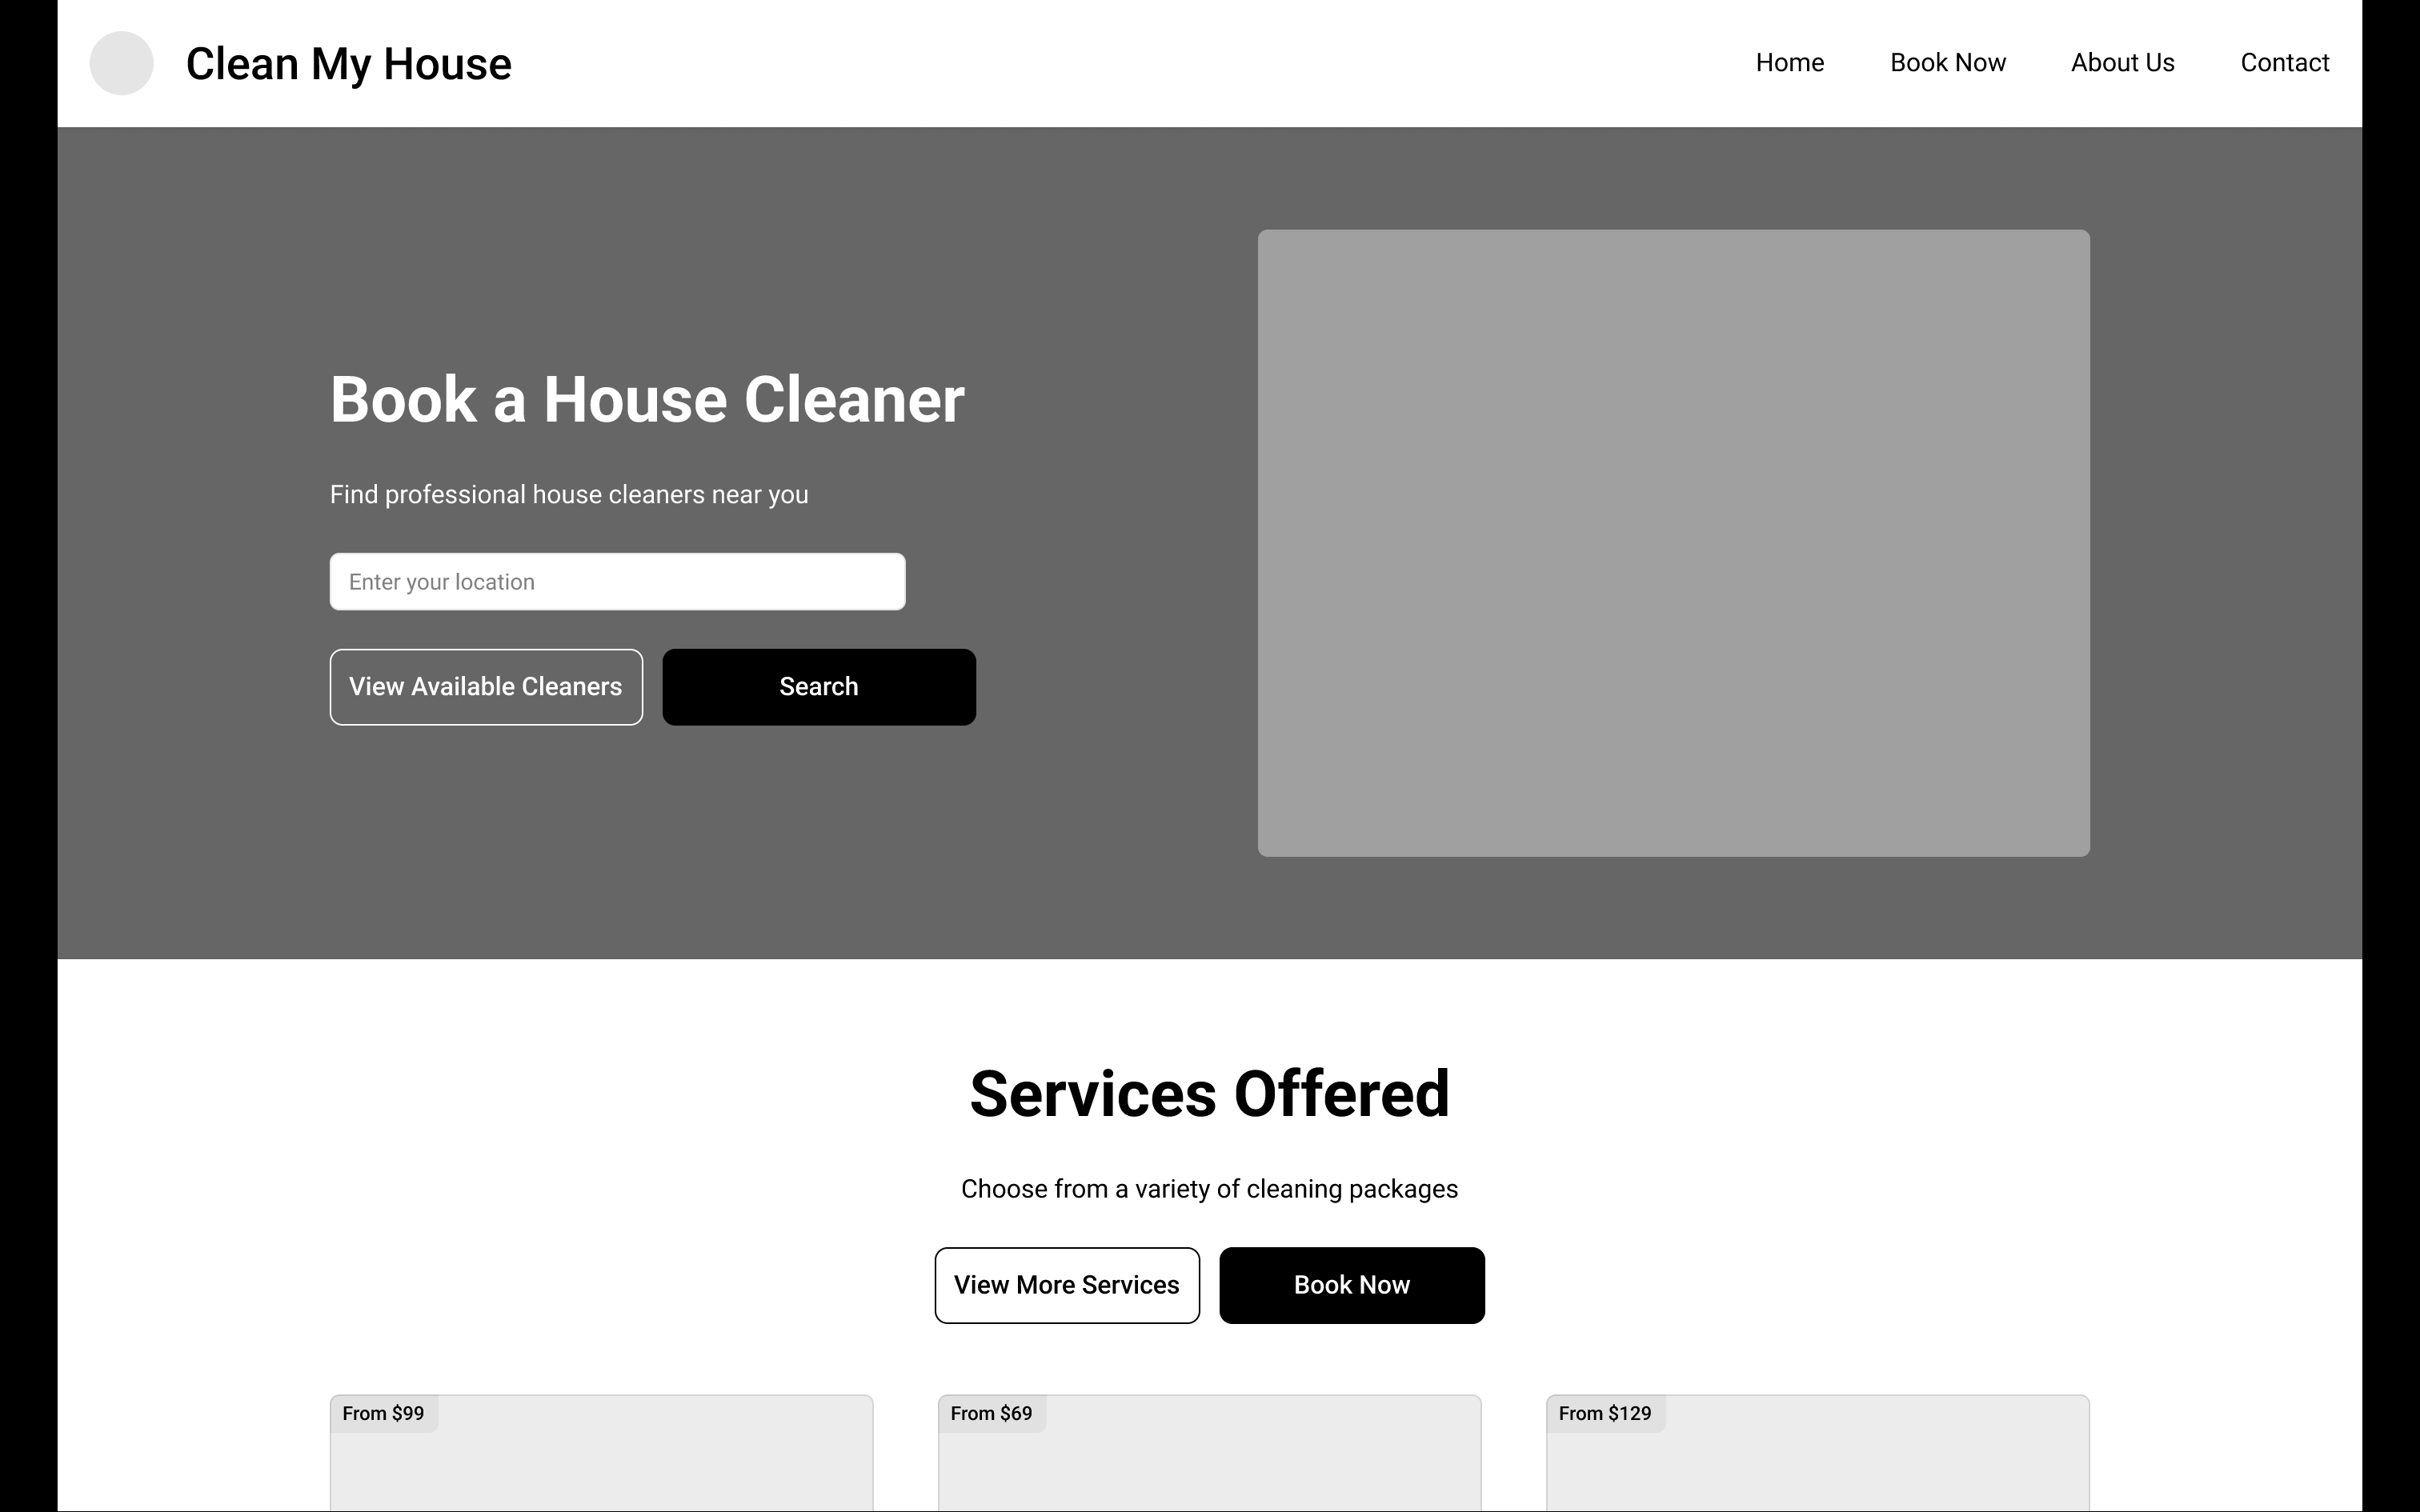 Clean My House
Home
Book Now
About Us
Contact
Book a House Cleaner
Find professional house cleaners near you
Enter your location
View Available Cleaners
Search
Services Offered
Choose from a variety of cleaning packages
View More Services
Book Now
From $99
From $69
From $129